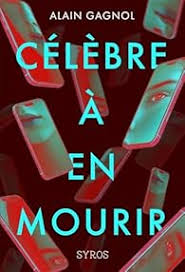 ALAIN GAGNOL
CÉLÈBRE
À
EN
MOURIR
SYROS